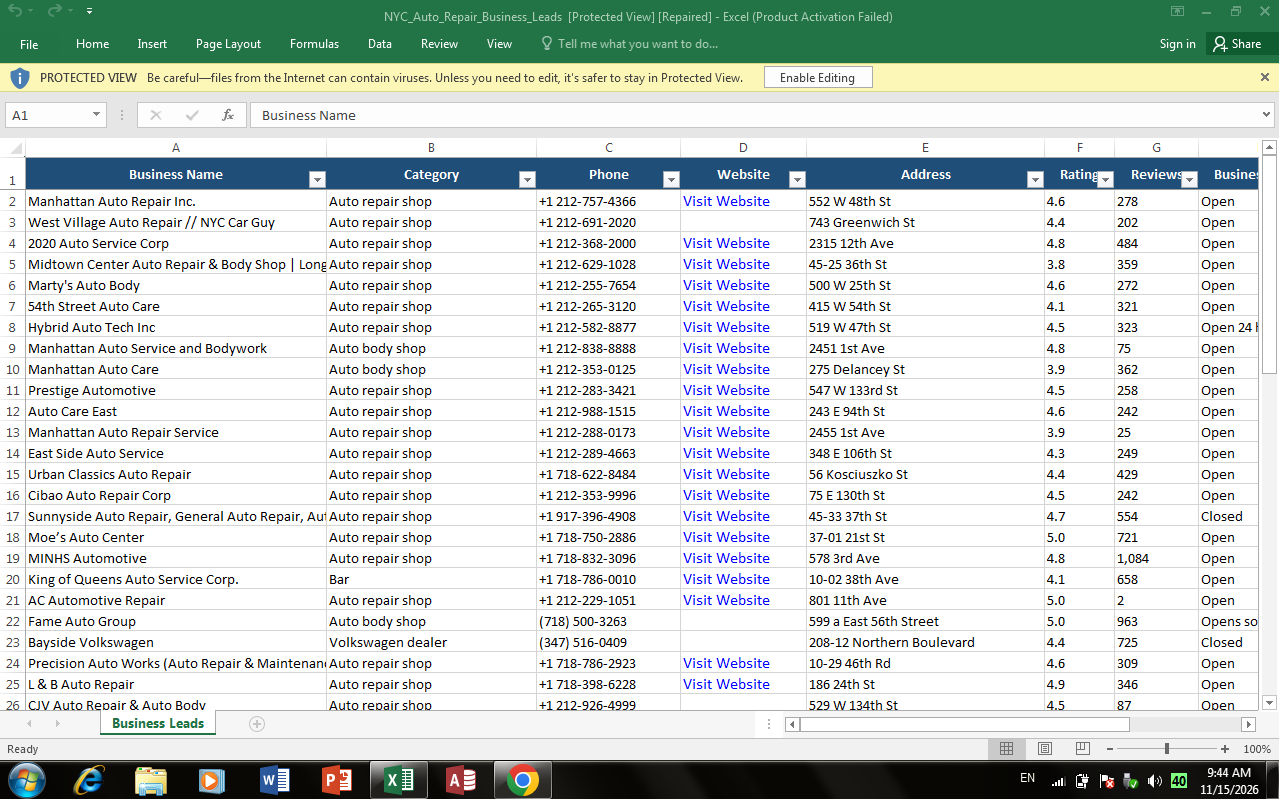 NYC_Auto_Repair_Business_Leads [Protected View] [Repaired] - Excel (Product Activation Failed)
File Home Insert Page Layout Formulas Data Review View Tell me what you want to do... Sign in Share
PROTECTED VIEW Be careful—files from the Internet can contain viruses. Unless you need to edit, it's safer to stay in Protected View. Enable Editing
A1 fx Business Name
A B C D E F G
1 Business Name Category Phone Website Address Rating Reviews Busines
2 Manhattan Auto Repair Inc. Auto repair shop +1 212-757-4366 Visit Website 552 W 48th St 4.6 278 Open
3 West Village Auto Repair // NYC Car Guy Auto repair shop +1 212-691-2020 743 Greenwich St 4.4 202 Open
4 2020 Auto Service Corp Auto repair shop +1 212-368-2000 Visit Website 2315 12th Ave 4.8 484 Open
5 Midtown Center Auto Repair & Body Shop | Long Auto repair shop +1 212-629-1028 Visit Website 45-25 36th St 3.8 359 Open
6 Marty's Auto Body Auto repair shop +1 212-255-7654 Visit Website 500 W 25th St 4.6 272 Open
7 54th Street Auto Care Auto repair shop +1 212-265-3120 Visit Website 415 W 54th St 4.1 321 Open
8 Hybrid Auto Tech Inc Auto repair shop +1 212-582-8877 Visit Website 519 W 47th St 4.5 323 Open 24 h
9 Manhattan Auto Service and Bodywork Auto body shop +1 212-838-8888 Visit Website 2451 1st Ave 4.8 75 Open
10 Manhattan Auto Care Auto body shop +1 212-353-0125 Visit Website 275 Delancey St 3.9 362 Open
11 Prestige Automotive Auto repair shop +1 212-283-3421 Visit Website 547 W 133rd St 4.5 258 Open
12 Auto Care East Auto repair shop +1 212-988-1515 Visit Website 243 E 94th St 4.6 242 Open
13 Manhattan Auto Repair Service Auto repair shop +1 212-288-0173 Visit Website 2455 1st Ave 3.9 25 Open
14 East Side Auto Service Auto repair shop +1 212-289-4663 Visit Website 348 E 106th St 4.3 249 Open
15 Urban Classics Auto Repair Auto repair shop +1 718-622-8484 Visit Website 56 Kosciuszko St 4.4 429 Open
16 Cibao Auto Repair Corp Auto repair shop +1 212-353-9996 Visit Website 75 E 130th St 4.5 242 Open
17 Sunnyside Auto Repair, General Auto Repair, Au Auto repair shop +1 917-396-4908 Visit Website 45-33 37th St 4.7 554 Closed
18 Moe’s Auto Center Auto repair shop +1 718-750-2886 Visit Website 37-01 21st St 5.0 721 Open
19 MINHS Automotive Auto repair shop +1 718-832-3096 Visit Website 578 3rd Ave 4.8 1,084 Open
20 King of Queens Auto Service Corp. Bar +1 718-786-0010 Visit Website 10-02 38th Ave 4.1 658 Open
21 AC Automotive Repair Auto repair shop +1 212-229-1051 Visit Website 801 11th Ave 5.0 2 Open
22 Fame Auto Group Auto body shop (718) 500-3263 599 a East 56th Street 5.0 963 Opens so
23 Bayside Volkswagen Volkswagen dealer (347) 516-0409 208-12 Northern Boulevard 4.4 725 Closed
24 Precision Auto Works (Auto Repair & Maintenan Auto repair shop +1 718-786-2923 Visit Website 10-29 46th Rd 4.6 309 Open
25 L & B Auto Repair Auto repair shop +1 718-398-6228 Visit Website 186 24th St 4.9 346 Open
26 CJV Auto Repair & Auto Body Auto repair shop +1 212-926-4999 529 W 134th St 4.5 87 Open
Business Leads
Ready 100%
EN 40 9:44 AM
11/15/2026